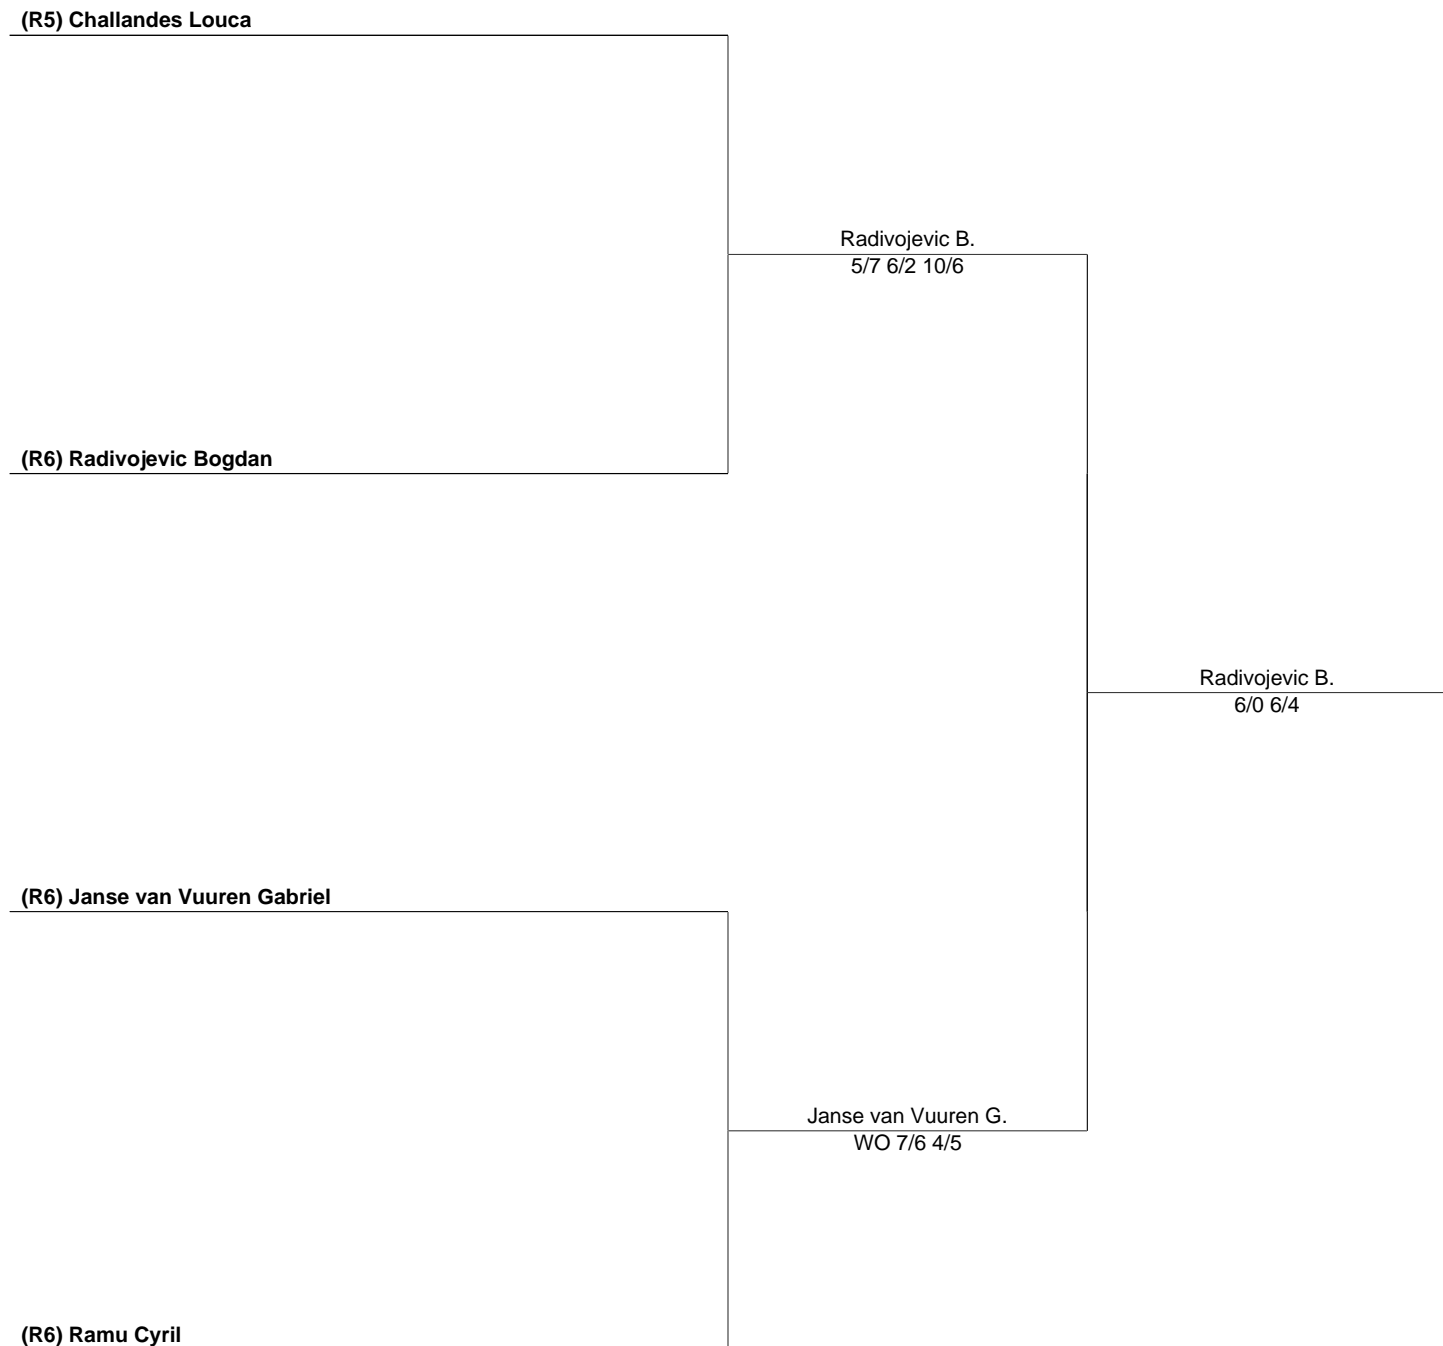 (R5) Challandes Louca
Radivojevic B.
5/7 6/2 10/6
(R6) Radivojevic Bogdan
Radivojevic B.
6/0 6/4
(R6) Janse van Vuuren Gabriel
Janse van Vuuren G.
WO 7/6 4/5
(R6) Ramu Cyril